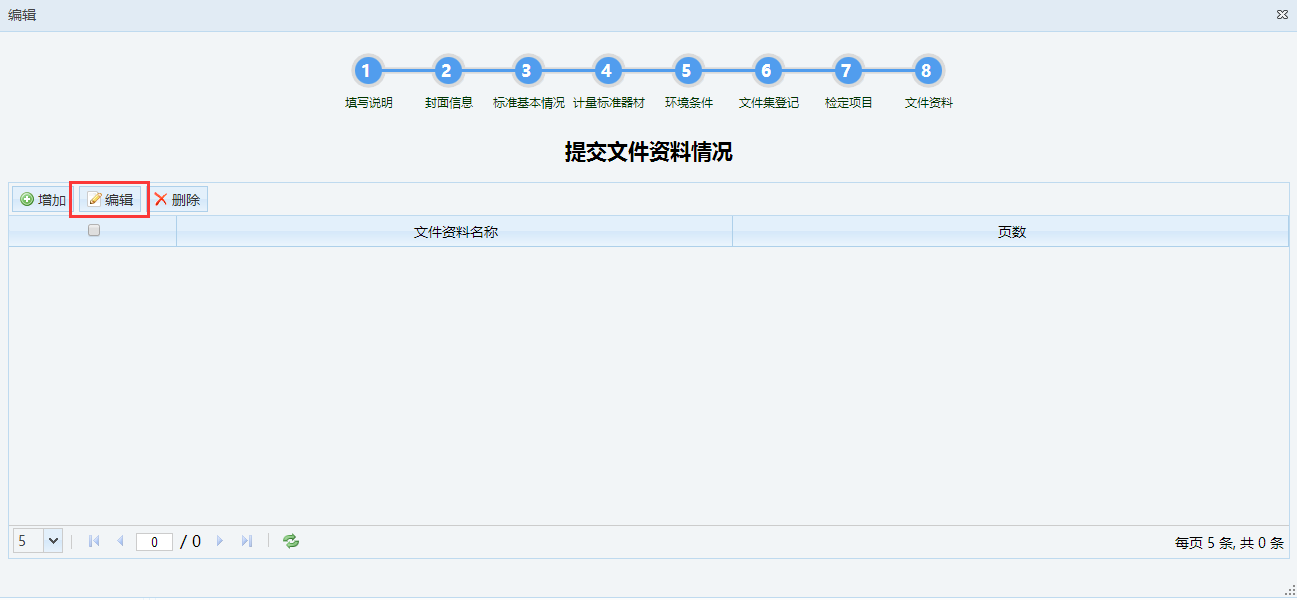 编辑
1 2 3 4 5 6 7 8
填写说明 封面信息 标准基本情况 计量标准器材 环境条件 文件集登记 检定项目 文件资料
提交文件资料情况
增加 编辑 删除
文件资料名称 页数
5 0 / 0 每页 5 条, 共 0 条